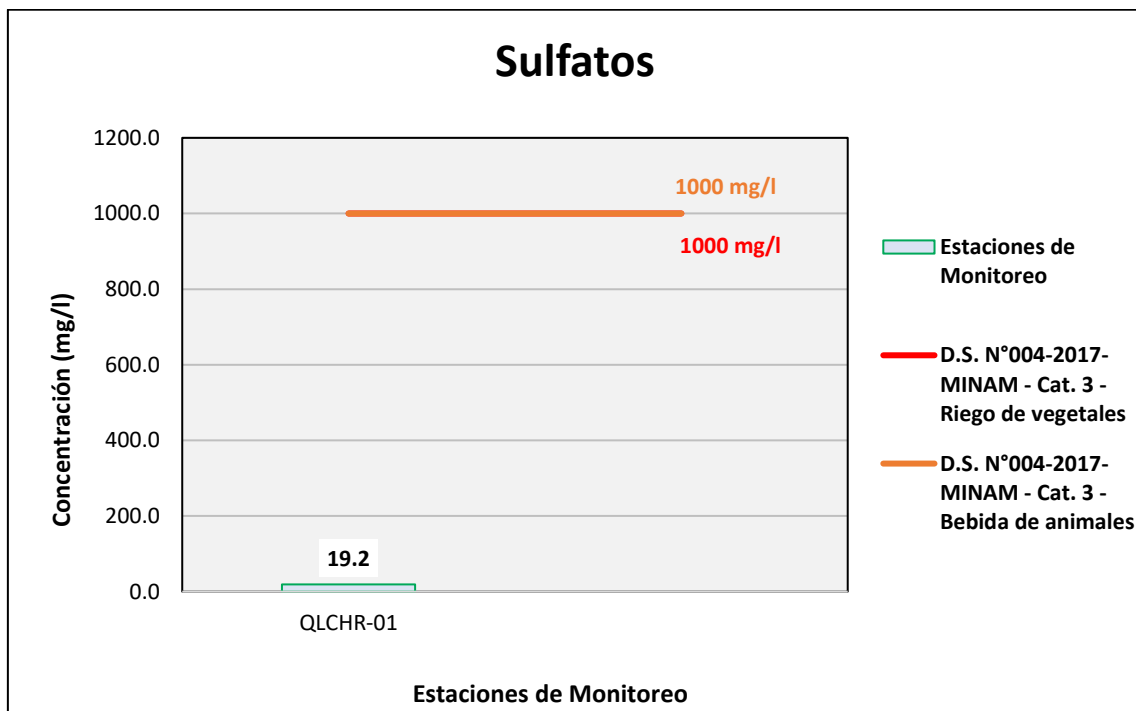 Sulfatos
1200.0
1000.0
800.0
600.0
400.0
200.0
0.0
Concentración (mg/l)
1000 mg/l
1000 mg/l
19.2
QLCHR-01
Estaciones de Monitoreo
Estaciones de
Monitoreo
D.S. N°004-2017-
MINAM - Cat. 3 -
Riego de vegetales
D.S. N°004-2017-
MINAM - Cat. 3 -
Bebida de animales